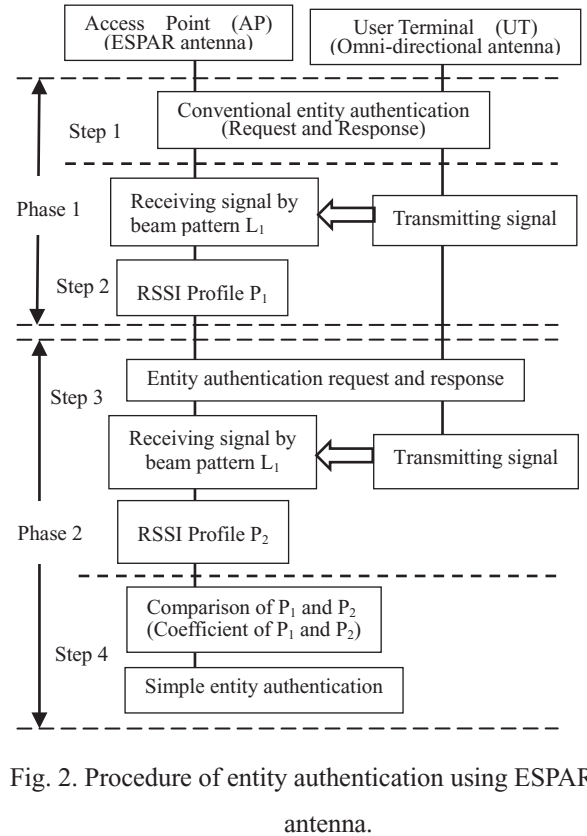 Access Point (AP)
(ESPAR antenna)
User Terminal (UT)
(Omni-directional antenna)
Step 1
Conventional entity authentication
(Request and Response)
Phase 1
Receiving signal by
beam pattern L₁
Transmitting signal
Step 2
RSSI Profile P₁
Entity authentication request and response
Step 3
Receiving signal by
beam pattern L₁
Transmitting signal
Phase 2
RSSI Profile P₂
Comparison of P₁ and P₂
(Coefficient of P₁ and P₂)
Step 4
Simple entity authentication
Fig. 2. Procedure of entity authentication using ESPAR
antenna.